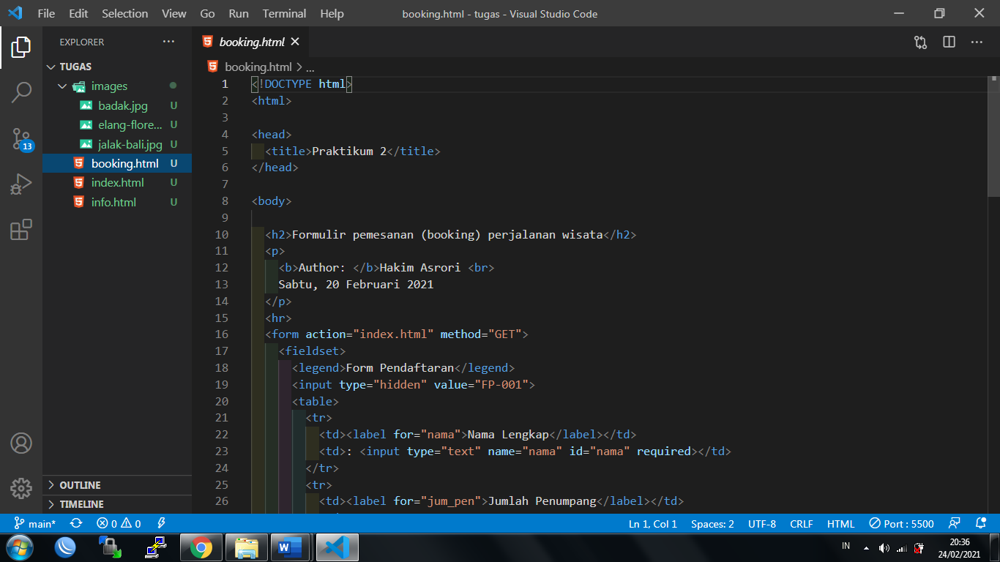 File Edit Selection View Go Run Terminal Help
booking.html - tugas - Visual Studio Code
EXPLORER
TUGAS
images
badak.jpg U
elang-flore... U
jalak-bali.jpg U
booking.html U
index.html U
info.html U
OUTLINE
TIMELINE
13
booking.html
booking.html > ...
1 <!DOCTYPE html>
2 <html>
3
4 <head>
5 <title>Praktikum 2</title>
6 </head>
7
8 <body>
9
10 <h2>Formulir pemesanan (booking) perjalanan wisata</h2>
11 <p>
12 <b>Author: </b>Hakim Asrori <br>
13 Sabtu, 20 Februari 2021
14 </p>
15 <hr>
16 <form action="index.html" method="GET">
17 <fieldset>
18 <legend>Form Pendaftaran</legend>
19 <input type="hidden" value="FP-001">
20 <table>
21 <tr>
22 <td><label for="nama">Nama Lengkap</label></td>
23 <td>: <input type="text" name="nama" id="nama" required></td>
24 </tr>
25 <tr>
26 <td><label for="jum_pen">Jumlah Penumpang</label></td>
main* 0 0 Ln 1, Col 1 Spaces: 2 UTF-8 CRLF HTML Port : 5500
IN 20:36
24/02/2021